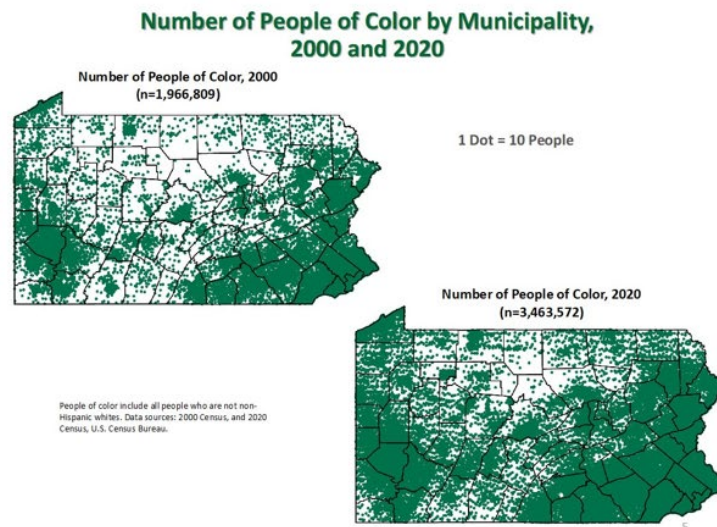 Number of People of Color by Municipality,
2000 and 2020
Number of People of Color, 2000
(n=1,966,809)
1 Dot = 10 People
Number of People of Color, 2020
(n=3,463,572)
People of color include all people who are not non-
Hispanic whites. Data sources: 2000 Census, and 2020
Census, U.S. Census Bureau.